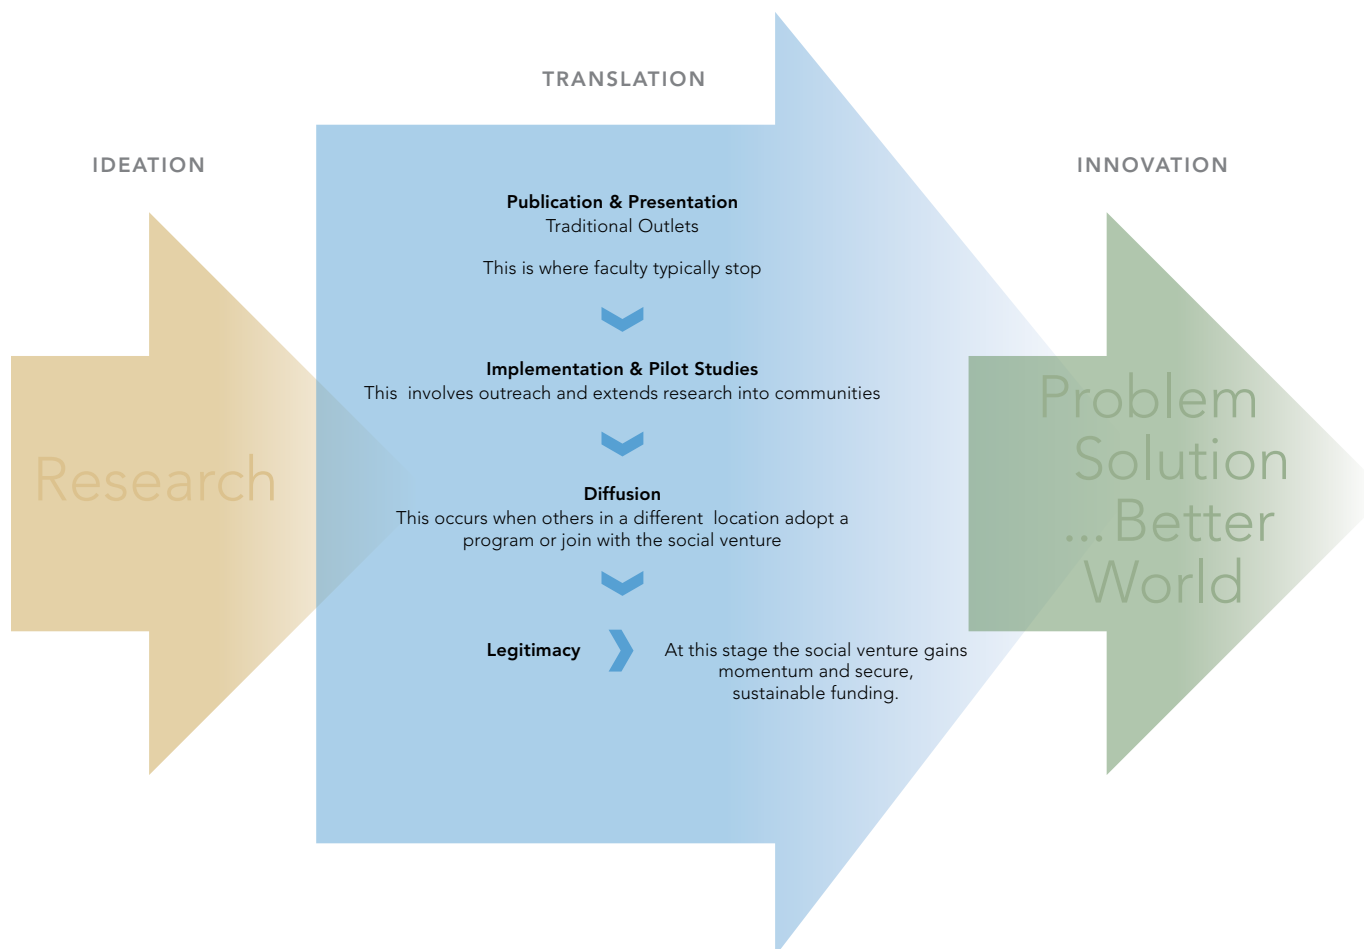 IDEATION
Research
TRANSLATION
Publication & Presentation
Traditional Outlets
This is where faculty typically stop
Implementation & Pilot Studies
This  involves outreach and extends research into communities
Diffusion
This occurs when others in a different  location adopt a
program or join with the social venture
Legitimacy
At this stage the social venture gains
momentum and secure,
sustainable funding.
INNOVATION
Problem
Solution
... Better
World